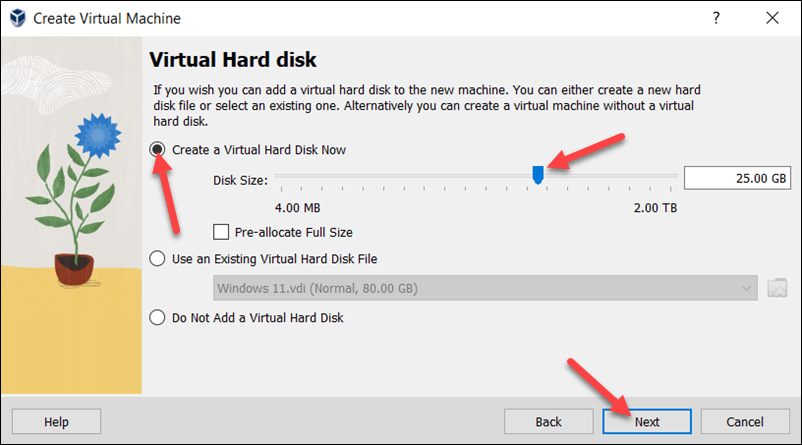 Create Virtual Machine
?
Virtual Hard disk
If you wish you can add a virtual hard disk to the new machine. You can either create a new hard
disk file or select an existing one. Alternatively you can create a virtual machine without a virtual
hard disk.
Create a Virtual Hard Disk Now
Disk Size:
25.00 GB
4.00 MB
2.00 TB
Pre-allocate Full Size
Use an Existing Virtual Hard Disk File
Windows 11.vdi (Normal, 80.00 GB)
Do Not Add a Virtual Hard Disk
Help
Back
Next
Cancel